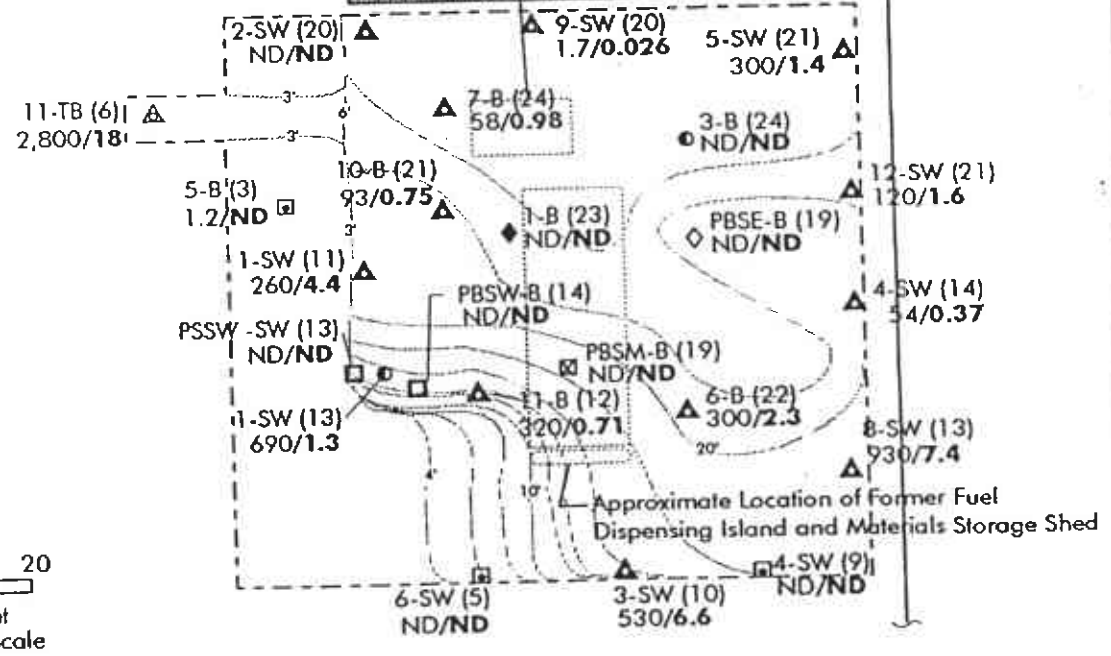 2-SW (20)
ND/ND
9-SW (20)
1.7/0.026
5-SW (21)
300/1.4
3'
6'
11-TB (6)
2,800/18
3'
7-B (24)
58/0.98
3-B (24)
ND/ND
10-B (21)
93/0.75
5-B (3)
1.2/ND
12-SW (21)
120/1.6
3'
1-B (23)
ND/ND
PBSE-B (19)
ND/ND
1-SW (11)
260/4.4
PBSW-B (14)
ND/ND
4-SW (14)
54/0.37
PSSW -SW (13)
ND/ND
PBSM-B (19)
ND/ND
1-SW (13)
690/1.3
11-B (12)
320/0.71
6-B (22)
300/2.3
20'
8-SW (13)
930/7.4
4'
10'
Approximate Location of Former Fuel
Dispensing Island and Materials Storage Shed
20
6-SW (5)
ND/ND
3-SW (10)
530/6.6
4-SW (9)
ND/ND